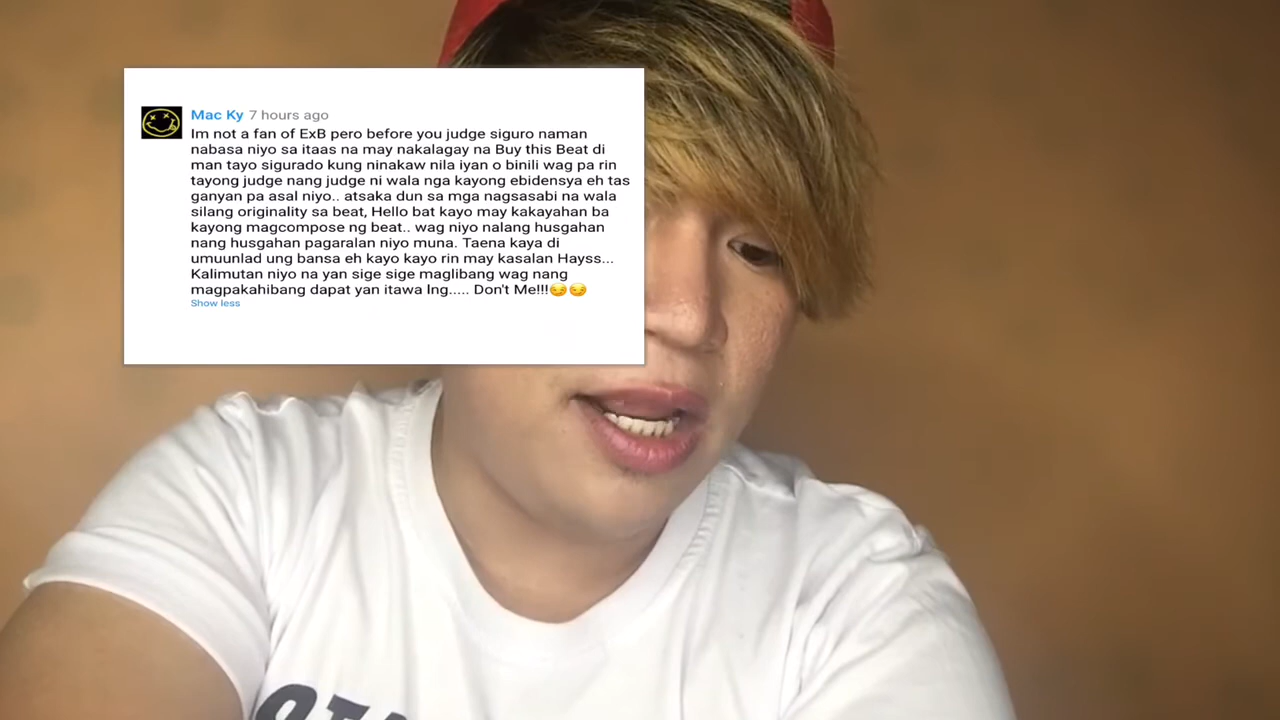 Mac Ky 7 hours ago
Im not a fan of ExB pero before you judge siguro naman
nabasa niyo sa itaas na may nakalagay na Buy this Beat di
man tayo sigurado kung ninakaw nila iyan o binili wag pa rin
tayong judge nang judge ni wala nga kayong ebidensya eh tas
ganyan pa asal niyo.. atsaka dun sa mga nagsasabi na wala
silang originality sa beat, Hello bat kayo may kakayahan ba
kayong magcompose ng beat.. wag niyo nalang husgahan
nang husgahan pagaralan niyo muna. Taena kaya di
umuunlad ung bansa eh kayo kayo rin may kasalan Hayss...
Kalimutan niyo na yan sige sige maglibang wag nang
magpakahibang dapat yan itawa lng..... Don't Me!!!😏😏
Show less